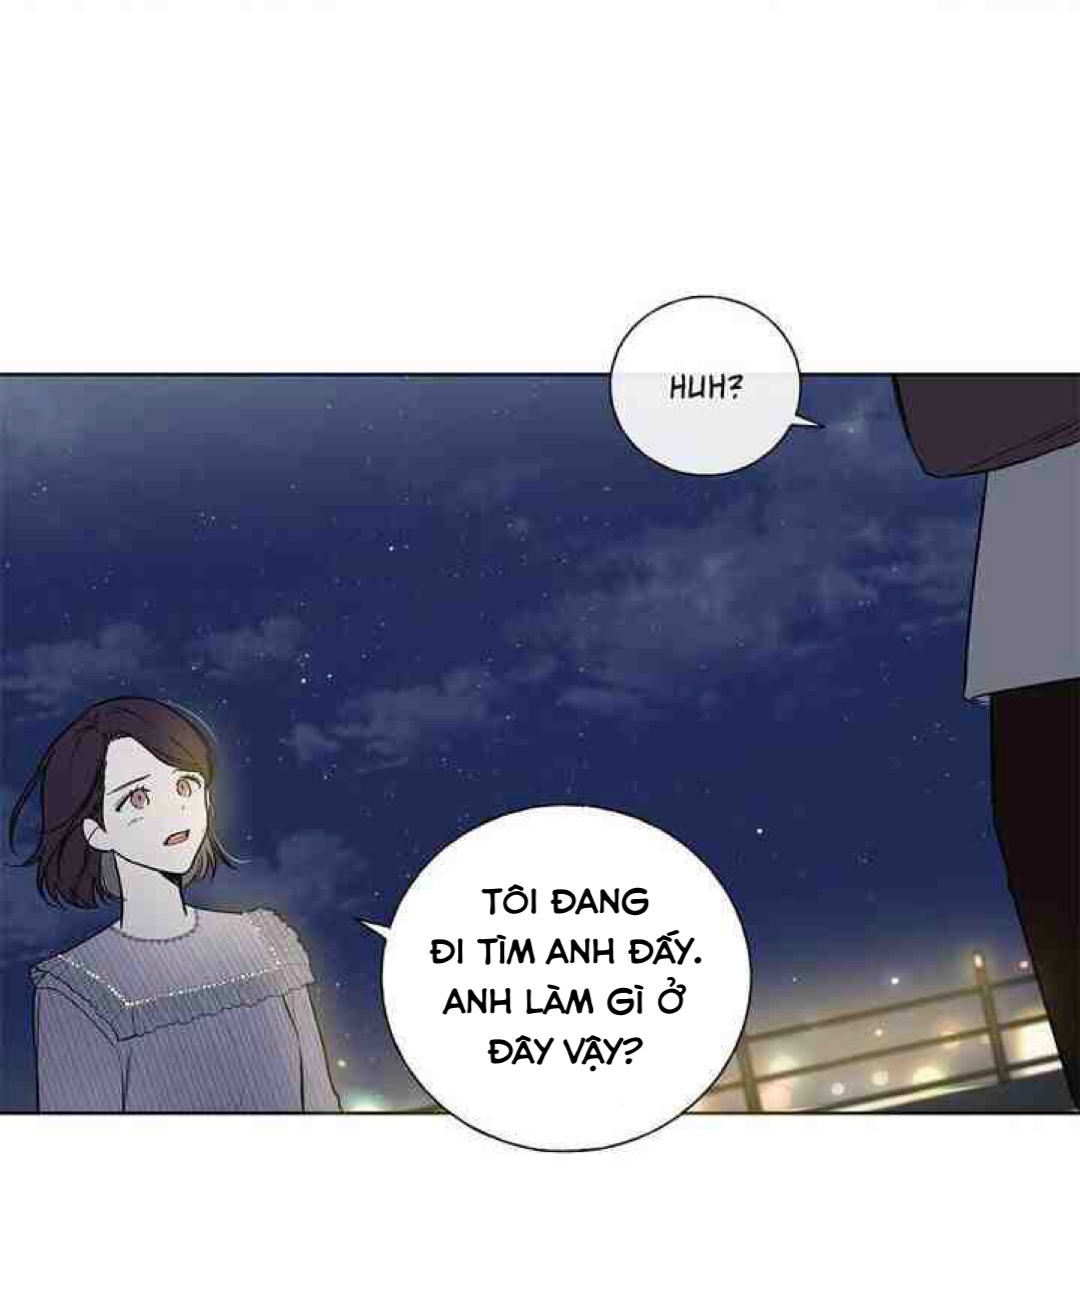 HUH?
TÔI ĐANG
ĐI TÌM ANH ĐẤY.
ANH LÀM GÌ Ở
ĐÂY VẬY?